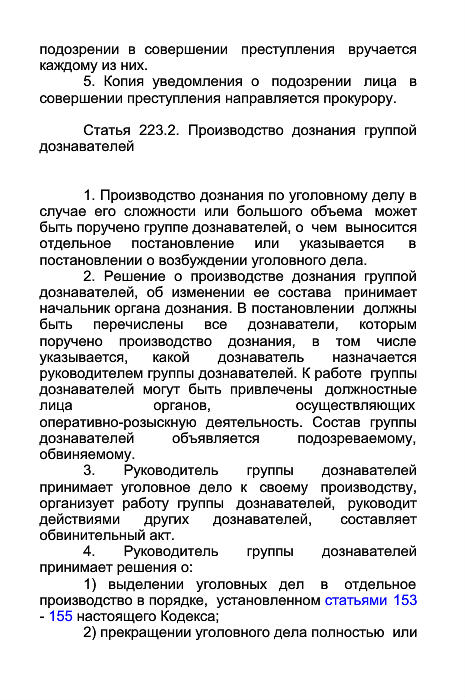 подозрении в совершении преступления вручается
каждому из них.
5. Копия уведомления о подозрении лица в
совершении преступления направляется прокурору.
Статья 223.2. Производство дознания группой
дознавателей
1. Производство дознания по уголовному делу в
случае его сложности или большого объема может
быть поручено группе дознавателей, о чем выносится
отдельное постановление или указывается в
постановлении о возбуждении уголовного дела.
2. Решение о производстве дознания группой
дознавателей, об изменении ее состава принимает
начальник органа дознания. В постановлении должны
быть перечислены все дознаватели, которым
поручено производство дознания, в том числе
указывается, какой дознаватель назначается
руководителем группы дознавателей. К работе группы
дознавателей могут быть привлечены должностные
лица органов, осуществляющих
оперативно-розыскную деятельность. Состав группы
дознавателей объявляется подозреваемому,
обвиняемому.
3. Руководитель группы дознавателей
принимает уголовное дело к своему производству,
организует работу группы дознавателей, руководит
действиями других дознавателей, составляет
обвинительный акт.
4. Руководитель группы дознавателей
принимает решения о:
1) выделении уголовных дел в отдельное
производство в порядке, установленном статьями 153
- 155 настоящего Кодекса;
2) прекращении уголовного дела полностью или